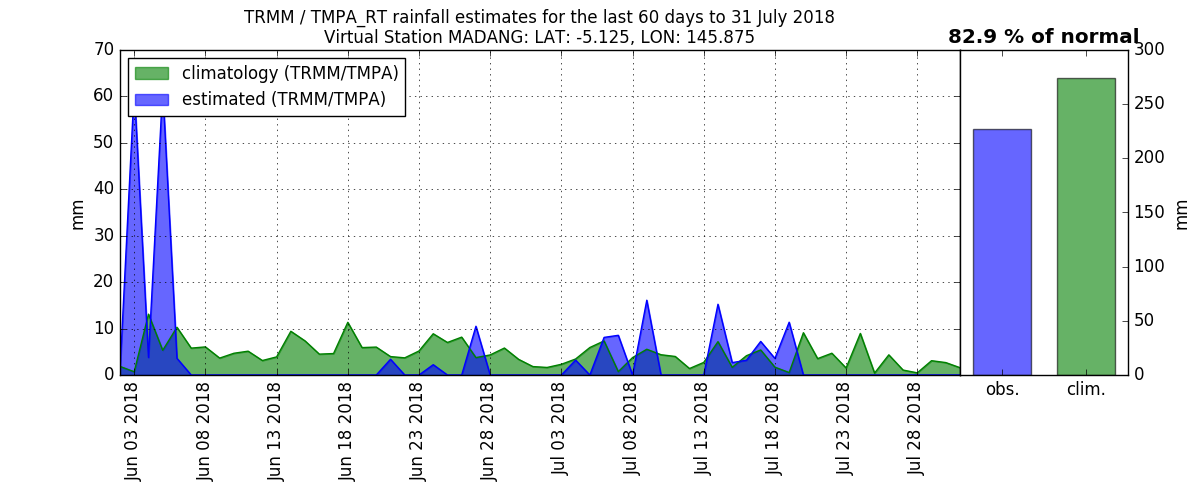 TRMM / TMPA_RT rainfall estimates for the last 60 days to 31 July 2018
Virtual Station MADANG: LAT: -5.125, LON: 145.875
82.9 % of normal
climatology (TRMM/TMPA)
estimated (TRMM/TMPA)
70
60
50
40
30
20
10
0
mm
Jun 03 2018
Jun 08 2018
Jun 13 2018
Jun 18 2018
Jun 23 2018
Jun 28 2018
Jul 03 2018
Jul 08 2018
Jul 13 2018
Jul 18 2018
Jul 23 2018
Jul 28 2018
obs.
clim.
300
250
200
150
100
50
0
mm